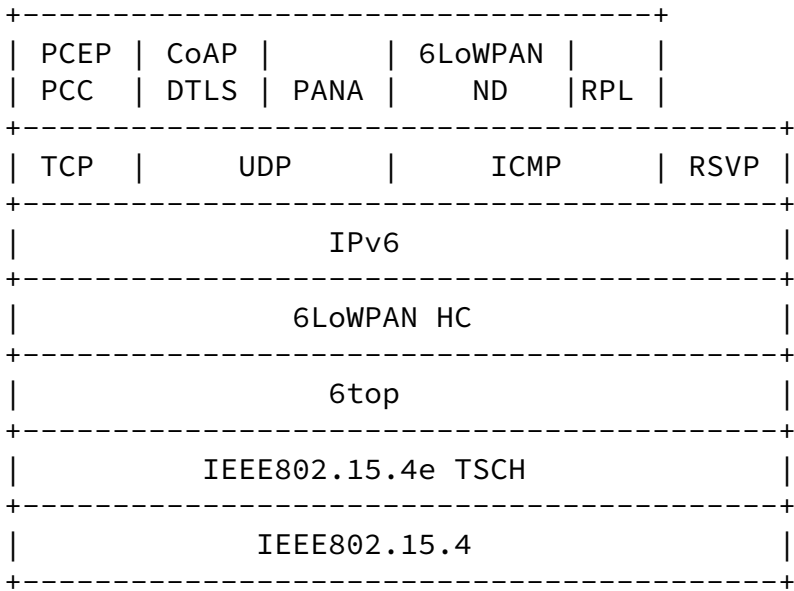 +-----------------------------------+
| PCEP | CoAP |      | 6LoWPAN |    |
| PCC  | DTLS | PANA |    ND   |RPL |
+------------------------------------------+
| TCP  |     UDP     |     ICMP     | RSVP |
+------------------------------------------+
|                 IPv6                     |
+------------------------------------------+
|               6LoWPAN HC                 |
+------------------------------------------+
|                 6top                     |
+------------------------------------------+
|          IEEE802.15.4e TSCH              |
+------------------------------------------+
|             IEEE802.15.4                 |
+------------------------------------------+